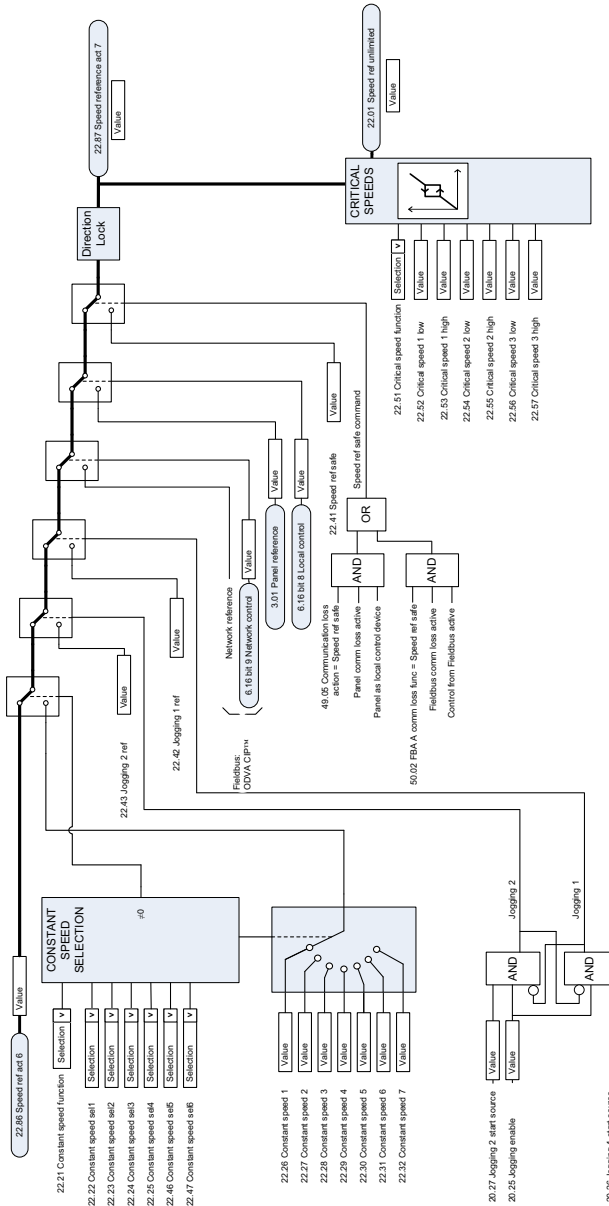 22.86 Speed ref act 6
Value
22.21 Constant speed function
Selection
v
22.22 Constant speed sel1
Selection
v
22.23 Constant speed sel2
Selection
v
22.24 Constant speed sel3
Selection
v
22.25 Constant speed sel4
Selection
v
22.46 Constant speed sel5
Selection
v
22.47 Constant speed sel6
Selection
v
CONSTANT
SPEED
SELECTION
≠0
22.26 Constant speed 1
Value
22.27 Constant speed 2
Value
22.28 Constant speed 3
Value
22.29 Constant speed 4
Value
22.30 Constant speed 5
Value
22.31 Constant speed 6
Value
22.32 Constant speed 7
Value
20.27 Jogging 2 start source
Value
20.25 Jogging enable
Value
AND
Jogging 2
AND
Jogging 1
Value
22.43 Jogging 2 ref
Value
22.42 Jogging 1 ref
Fieldbus:
ODVA CIP™
Network reference
6.16 bit 9 Network control
Value
3.01 Panel reference
Value
6.16 bit 8 Local control
Value
22.41 Speed ref safe
Value
49.05 Communication loss
action = Speed ref safe
Panel comm loss active
Panel as local control device
AND
50.02 FBA A comm loss func = Speed ref safe
Fieldbus comm loss active
Control from Fieldbus active
AND
OR
Speed ref safe command
Direction
Lock
22.87 Speed reference act 7
Value
CRITICAL
SPEEDS
22.51 Critical speed function
Selection
v
22.52 Critical speed 1 low
Value
22.53 Critical speed 1 high
Value
22.54 Critical speed 2 low
Value
22.55 Critical speed 2 high
Value
22.56 Critical speed 3 low
Value
22.57 Critical speed 3 high
Value
22.01 Speed ref unlimited
Value